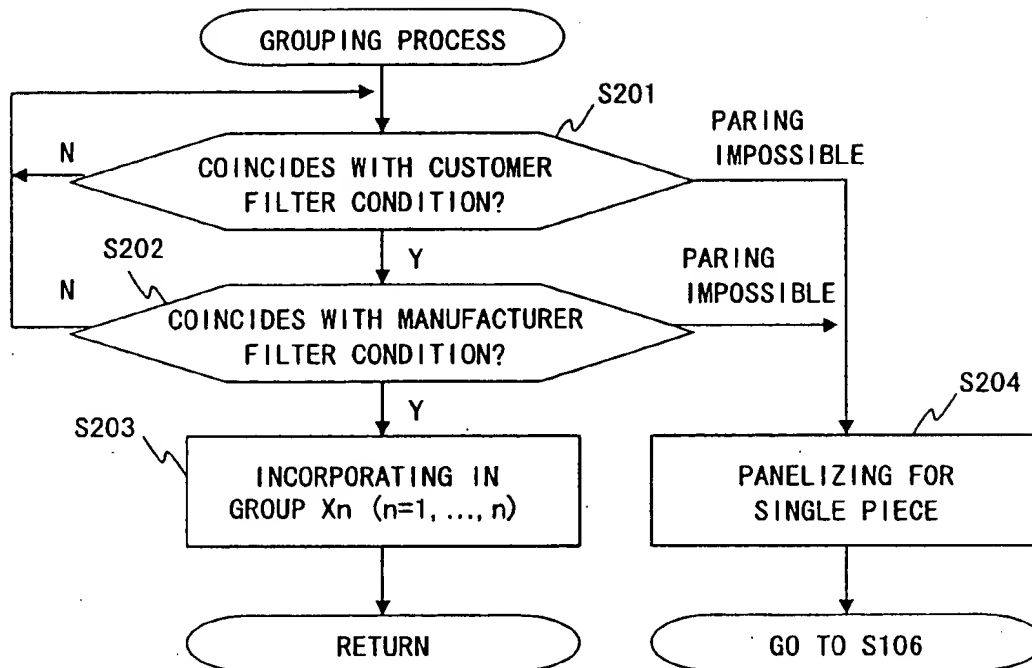 GROUPING PROCESS
S201
PARING
IMPOSSIBLE
N
COINCIDES WITH CUSTOMER
FILTER CONDITION?
S202
Y
PARING
IMPOSSIBLE
N
COINCIDES WITH MANUFACTURER
FILTER CONDITION?
S204
Y
S203
INCORPORATING IN
GROUP Xn (n=1, ..., n)
PANELIZING FOR
SINGLE PIECE
RETURN
GO TO S106